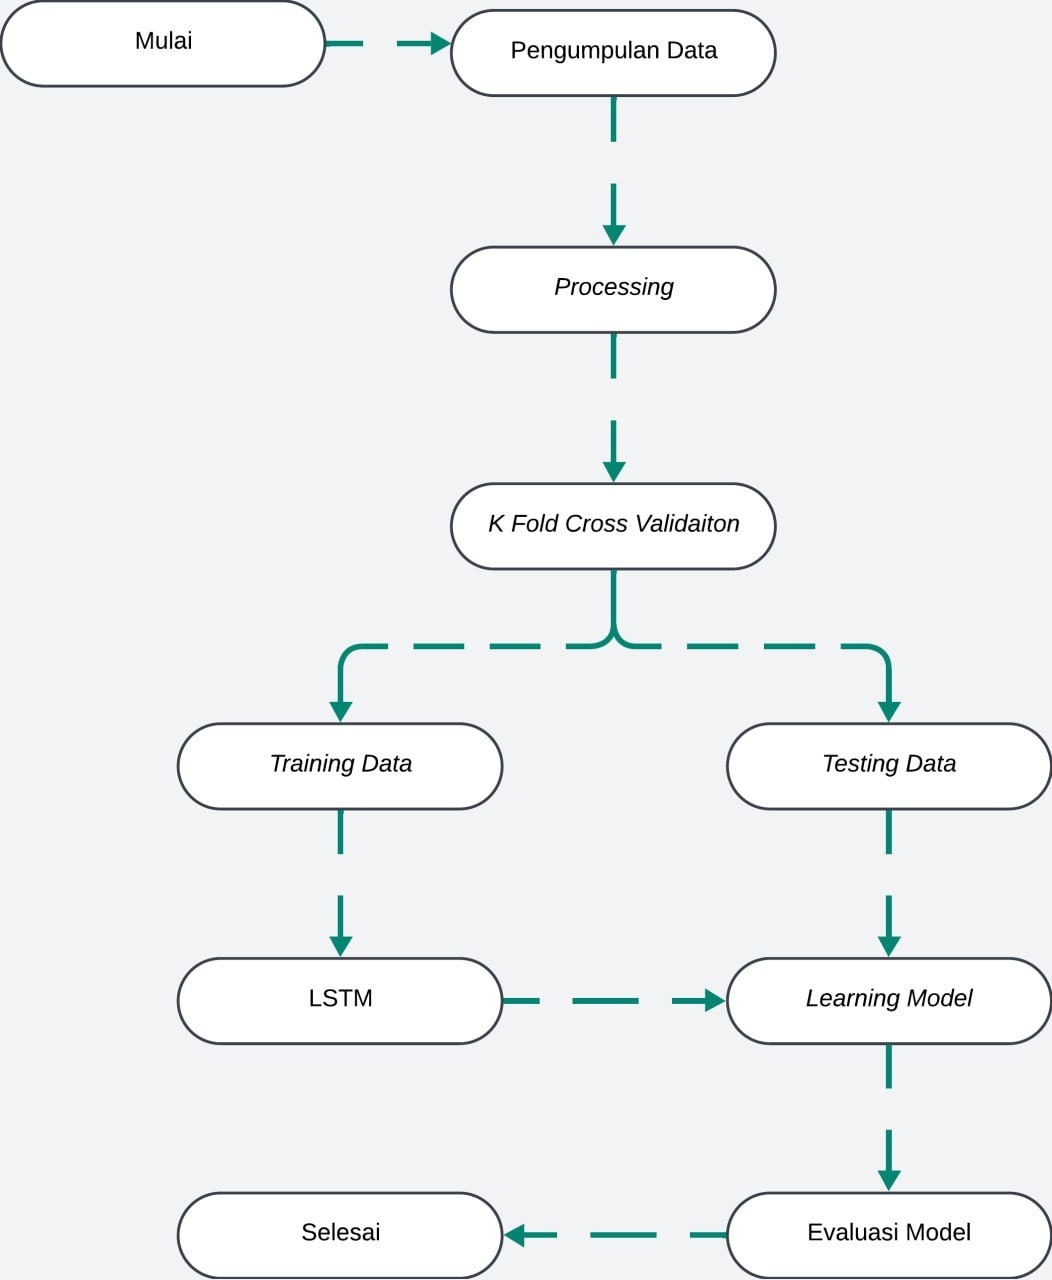 Mulai
Pengumpulan Data
Processing
K Fold Cross Validaiton
Training Data
Testing Data
LSTM
Learning Model
Selesai
Evaluasi Model